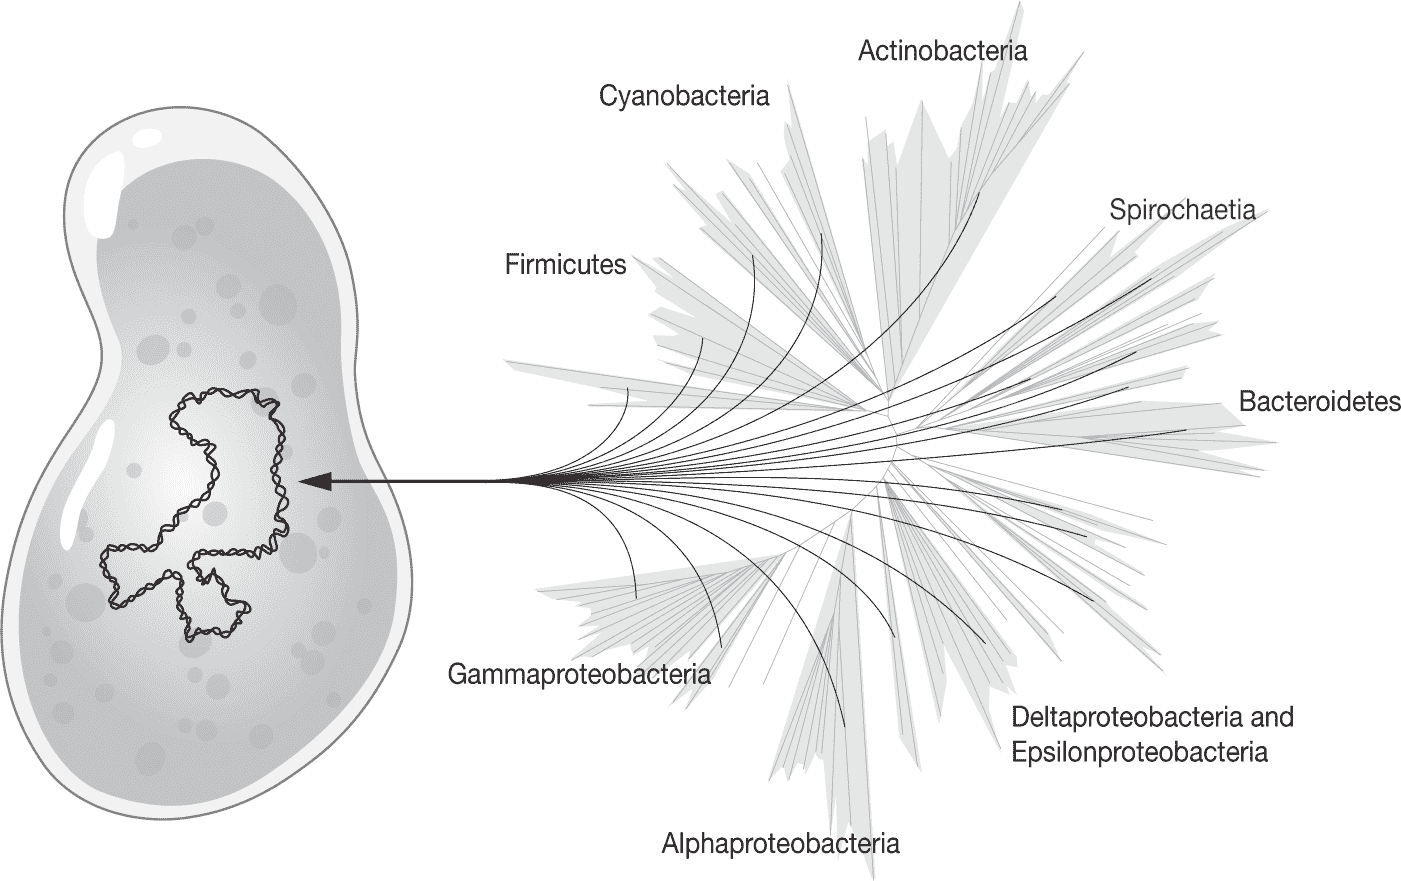 Actinobacteria
Cyanobacteria
Spirochaetia
Firmicutes
Bacteroidetes
Gammaproteobacteria
Deltaproteobacteria and
Epsilonproteobacteria
Alphaproteobacteria